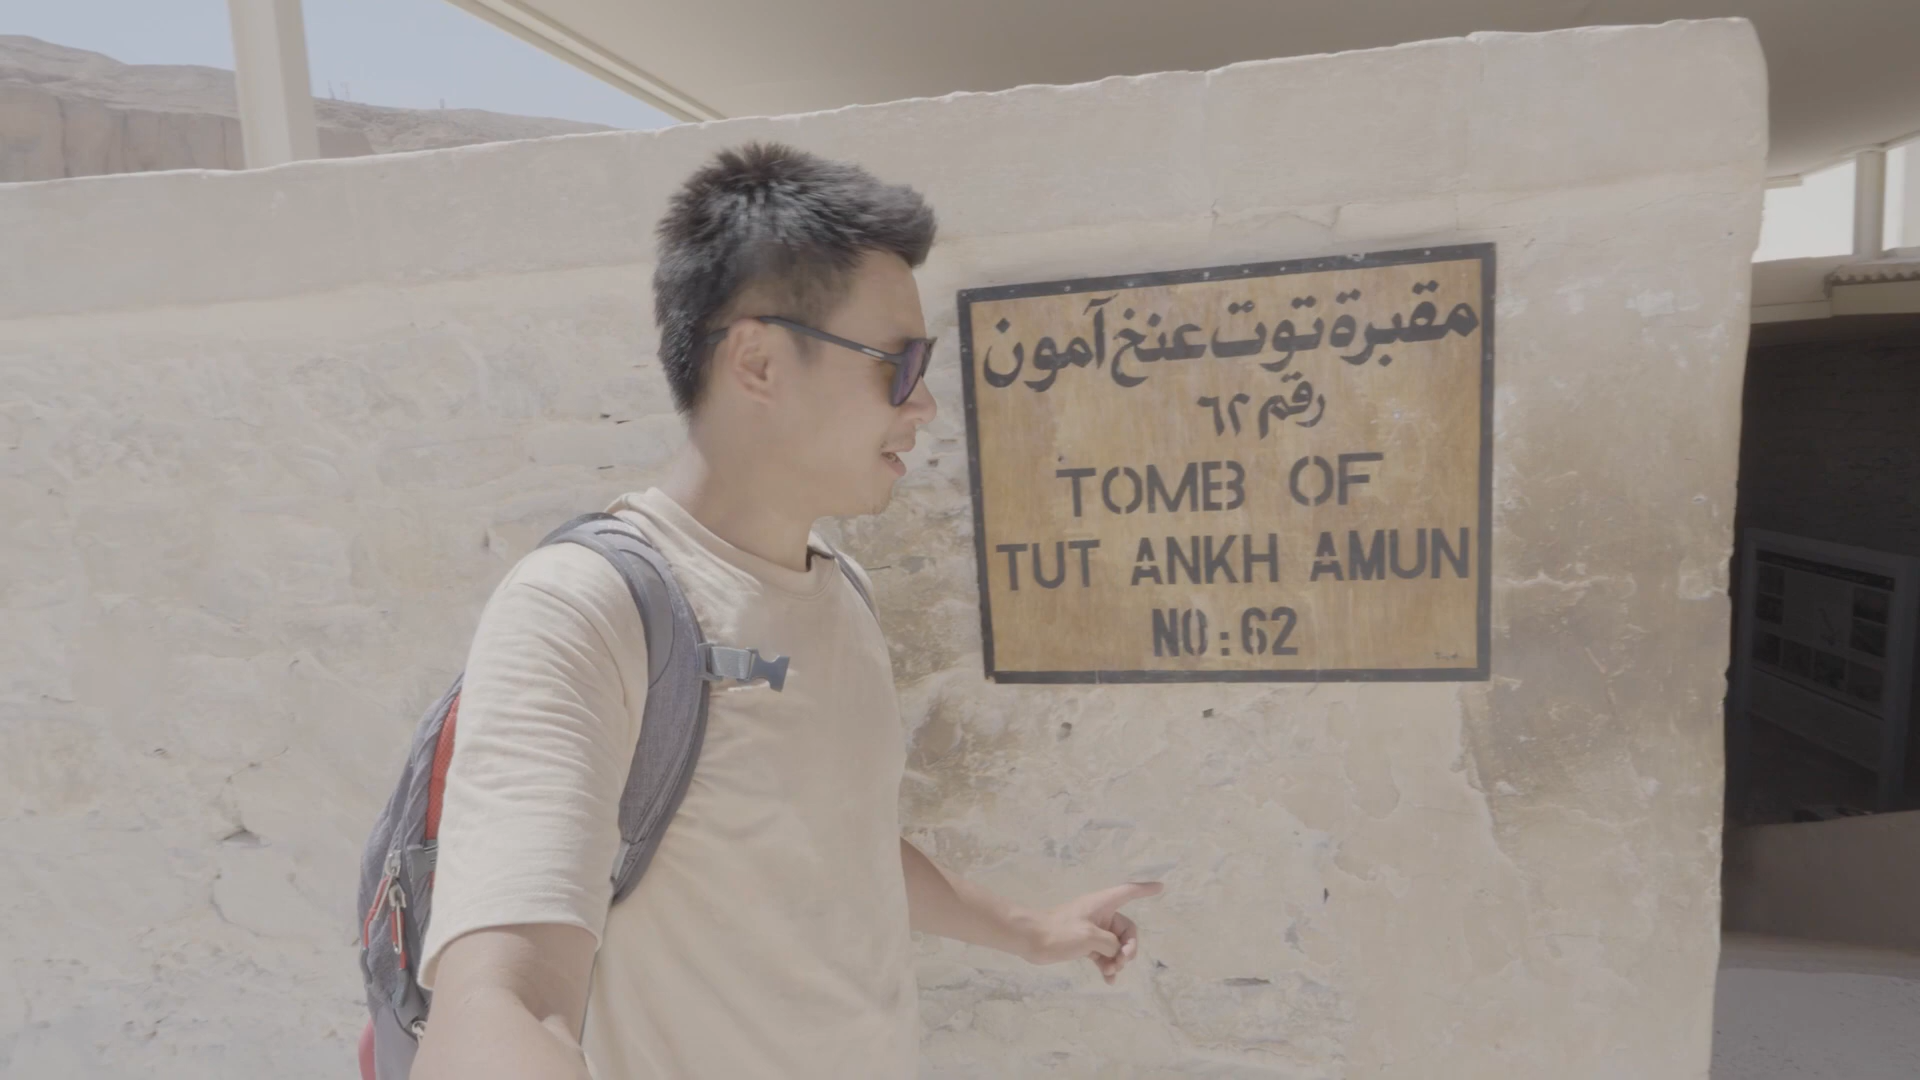 مقبرة توت عنخ آمون
رقم ٦٢
TOMB OF
TUT ANKH AMUN
NO:62